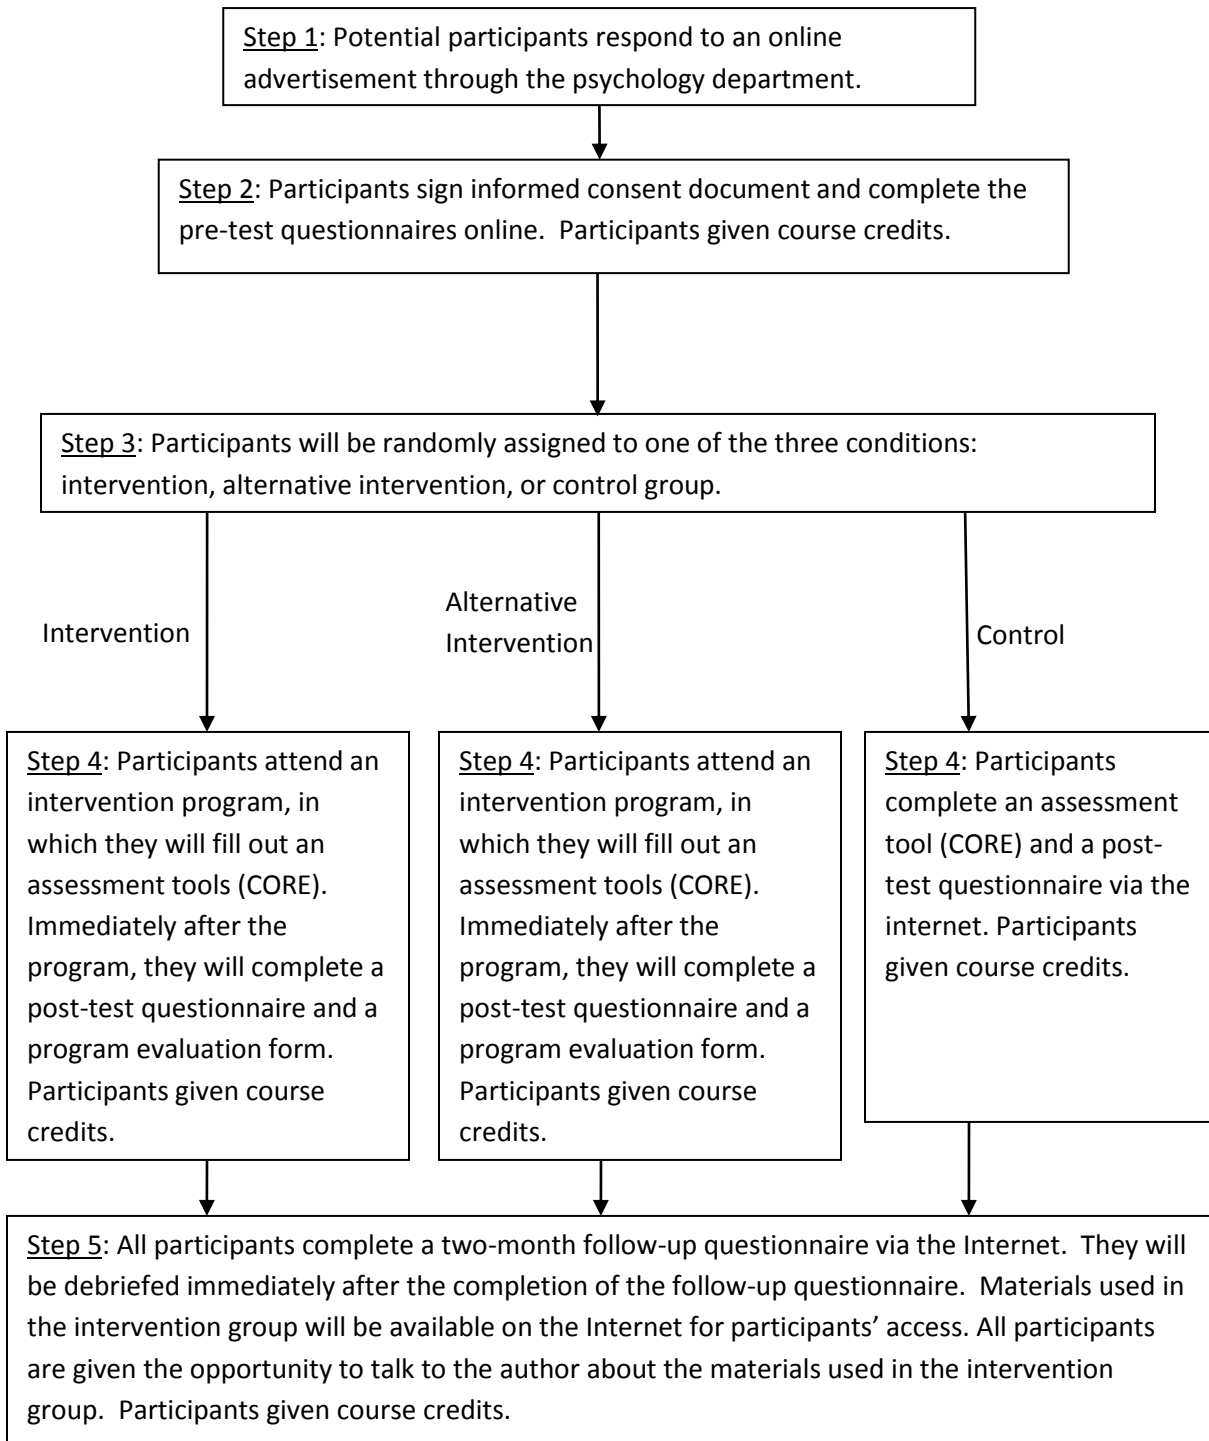 Step 1: Potential participants respond to an online
advertisement through the psychology department.
Step 2: Participants sign informed consent document and complete the
pre-test questionnaires online.  Participants given course credits.
Step 3: Participants will be randomly assigned to one of the three conditions:
intervention, alternative intervention, or control group.
Intervention
Alternative
Intervention
Control
Step 4: Participants attend an
intervention program, in
which they will fill out an
assessment tools (CORE).
Immediately after the
program, they will complete a
post-test questionnaire and a
program evaluation form.
Participants given course
credits.
Step 4: Participants attend an
intervention program, in
which they will fill out an
assessment tools (CORE).
Immediately after the
program, they will complete a
post-test questionnaire and a
program evaluation form.
Participants given course
credits.
Step 4: Participants
complete an assessment
tool (CORE) and a post-
test questionnaire via the
internet. Participants
given course credits.
Step 5: All participants complete a two-month follow-up questionnaire via the Internet.  They will
be debriefed immediately after the completion of the follow-up questionnaire.  Materials used in
the intervention group will be available on the Internet for participants’ access. All participants
are given the opportunity to talk to the author about the materials used in the intervention
group.  Participants given course credits.